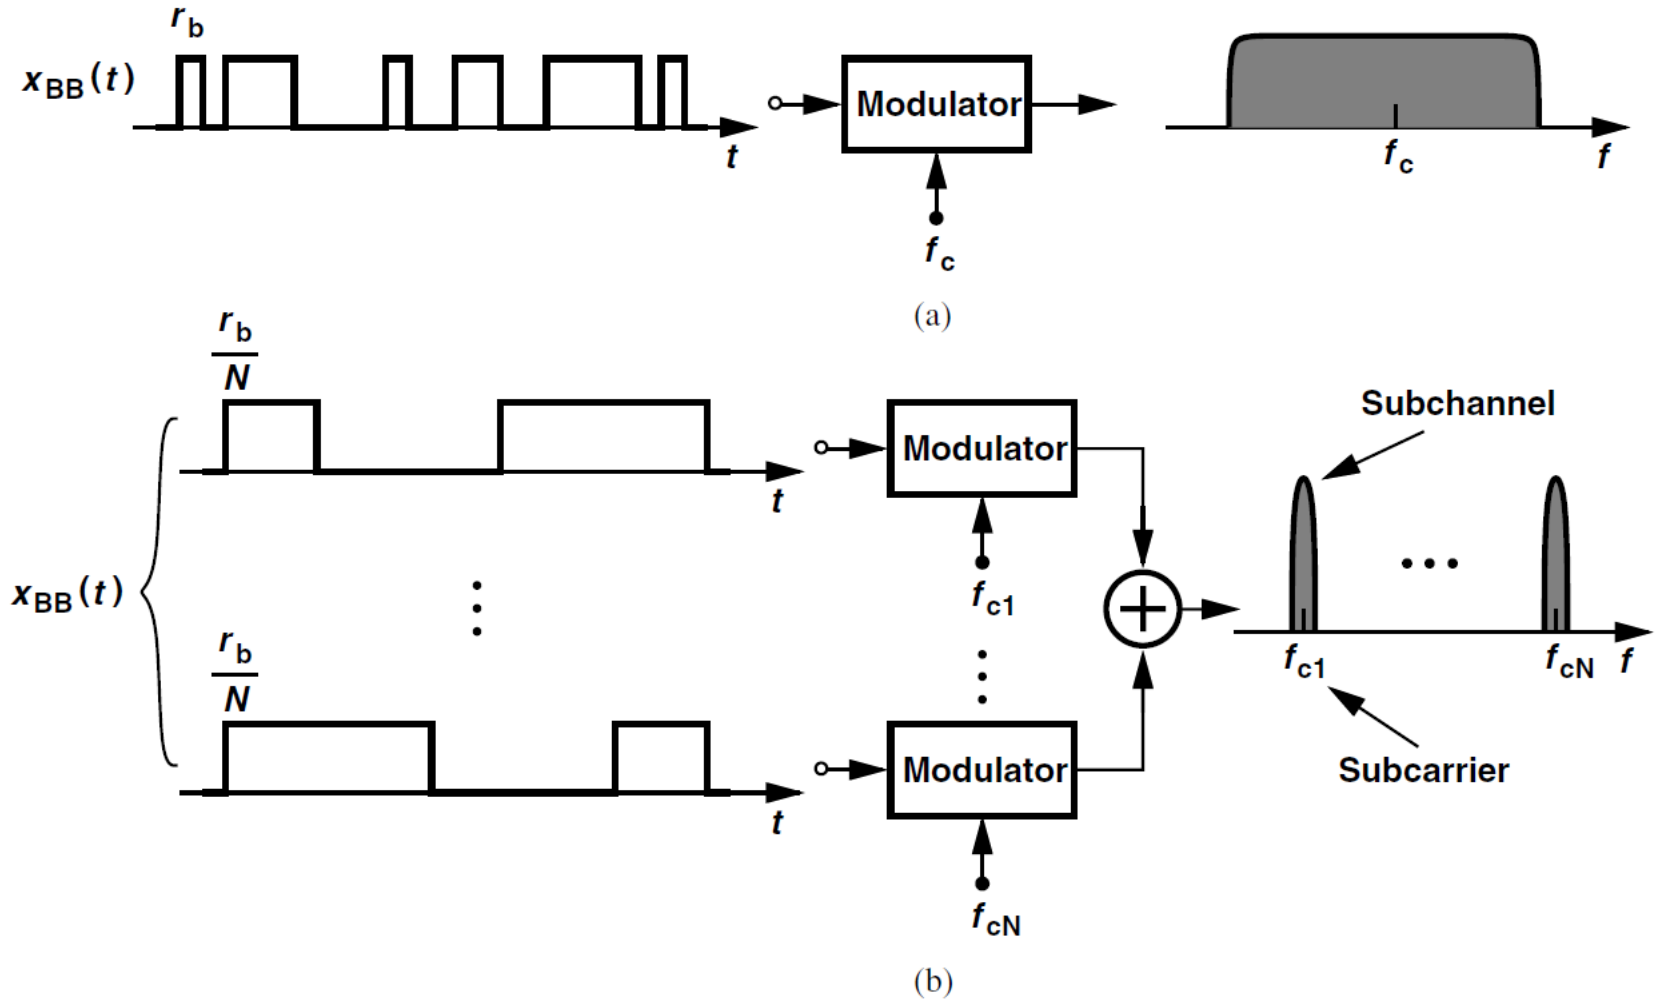 r_b
x_BB(t)
t
Modulator
f_c
f_c
f
(a)
r_b
N
Modulator
t
f_c1
Subchannel
x_BB(t)
f_c1
f_cN
f
r_b
N
Modulator
t
Subcarrier
f_cN
(b)